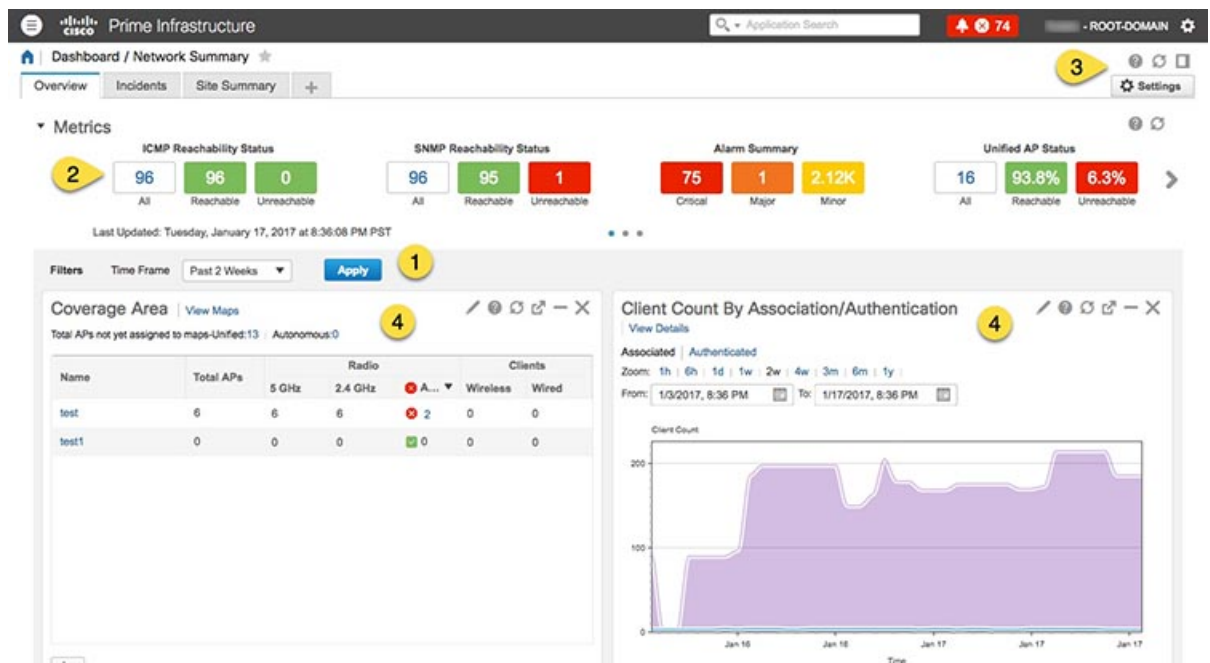 cisco Prime Infrastructure
Application Search
74
- ROOT-DOMAIN
Dashboard / Network Summary
3
Overview Incidents Site Summary +
Settings
Metrics
ICMP Reachability Status
2
96 96 0
All Reachable Unreachable
SNMP Reachability Status
96 95 1
All Reachable Unreachable
Alarm Summary
75 1 2.12K
Critical Major Minor
Unified AP Status
16 93.8% 6.3%
All Reachable Unreachable
Last Updated: Tuesday, January 17, 2017 at 8:36:08 PM PST
Filters Time Frame Past 2 Weeks Apply
1
Coverage Area View Maps
4
Total APs not yet assigned to maps-Unified:13 Autonomous:0
Radio Clients
Name Total APs 5 GHz 2.4 GHz A... Wireless Wired
test 6 6 6 2 0 0
test1 0 0 0 0 0 0
Client Count By Association/Authentication
View Details
4
Associated Authenticated
Zoom: 1h 6h 1d 1w 2w 4w 3m 6m 1y
From: 1/3/2017, 8:36 PM To: 1/17/2017, 8:36 PM
Client Count
200
100
0
Jan 16 Jan 16 Jan 17 Jan 17 Jan 17
Time